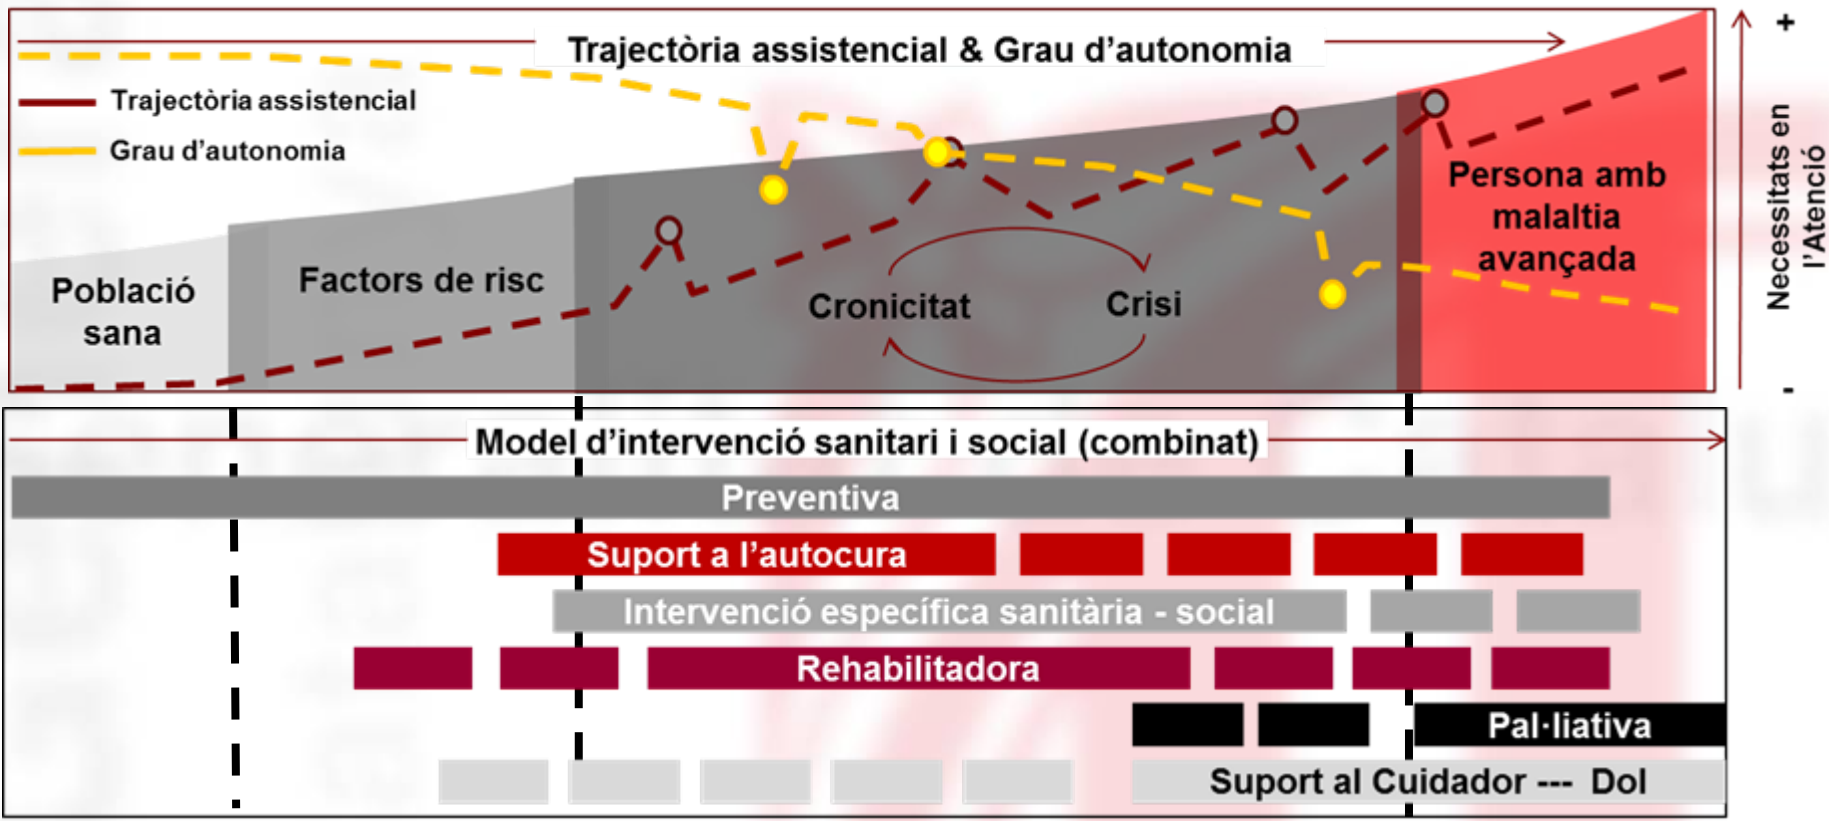 Trajectòria assistencial & Grau d'autonomia
+
Trajectòria assistencial
Grau d'autonomia
Població
sana
Factors de risc
Cronicitat
Crisi
Persona amb
malaltia
avançada
Necessitats en
l'Atenció
-
Model d'intervenció sanitari i social (combinat)
Preventiva
Suport a l'autocura
Intervenció específica sanitària - social
Rehabilitadora
Pal·liativa
Suport al Cuidador --- Dol